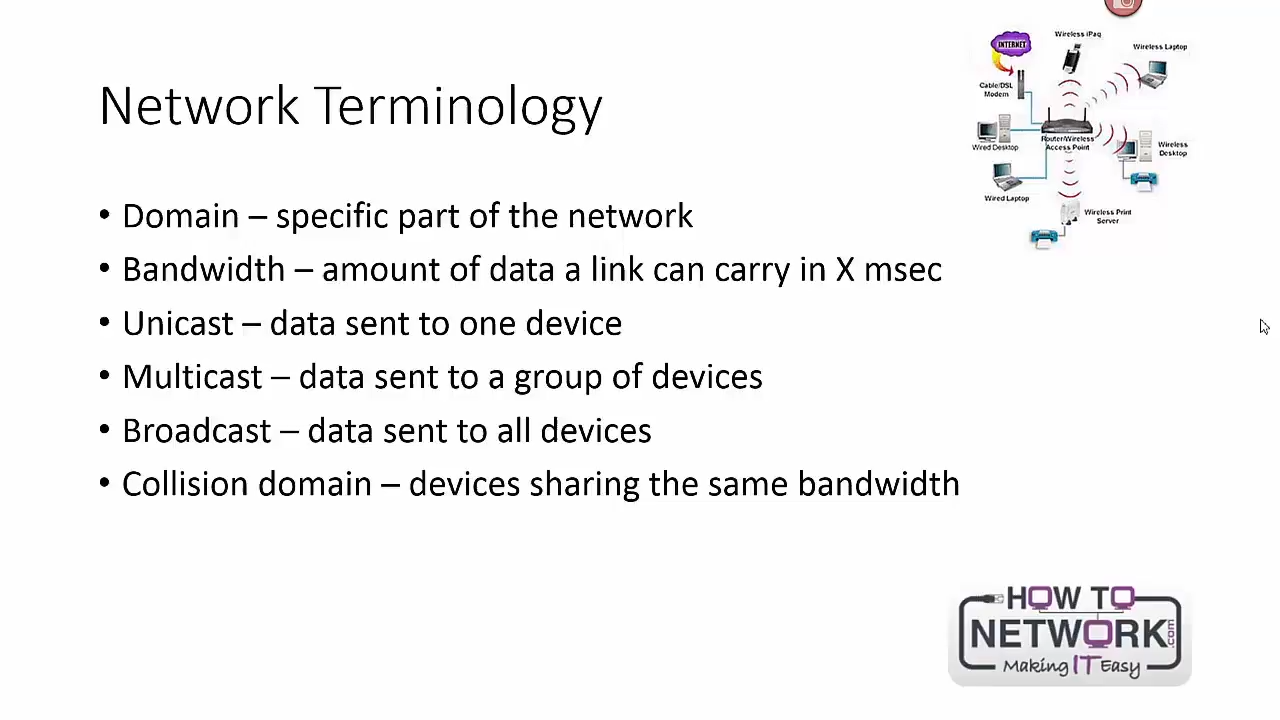 Network Terminology
• Domain – specific part of the network
• Bandwidth – amount of data a link can carry in X msec
• Unicast – data sent to one device
• Multicast – data sent to a group of devices
• Broadcast – data sent to all devices
• Collision domain – devices sharing the same bandwidth
Wireless iPaq
INTERNET
Wireless Laptop
Cable/DSL
Modem
Router/Wireless
Access Point
Wired Desktop
Wireless
Desktop
Wired Laptop
Wireless Print
Server
HOW TO
NETWORK.com
Making IT Easy